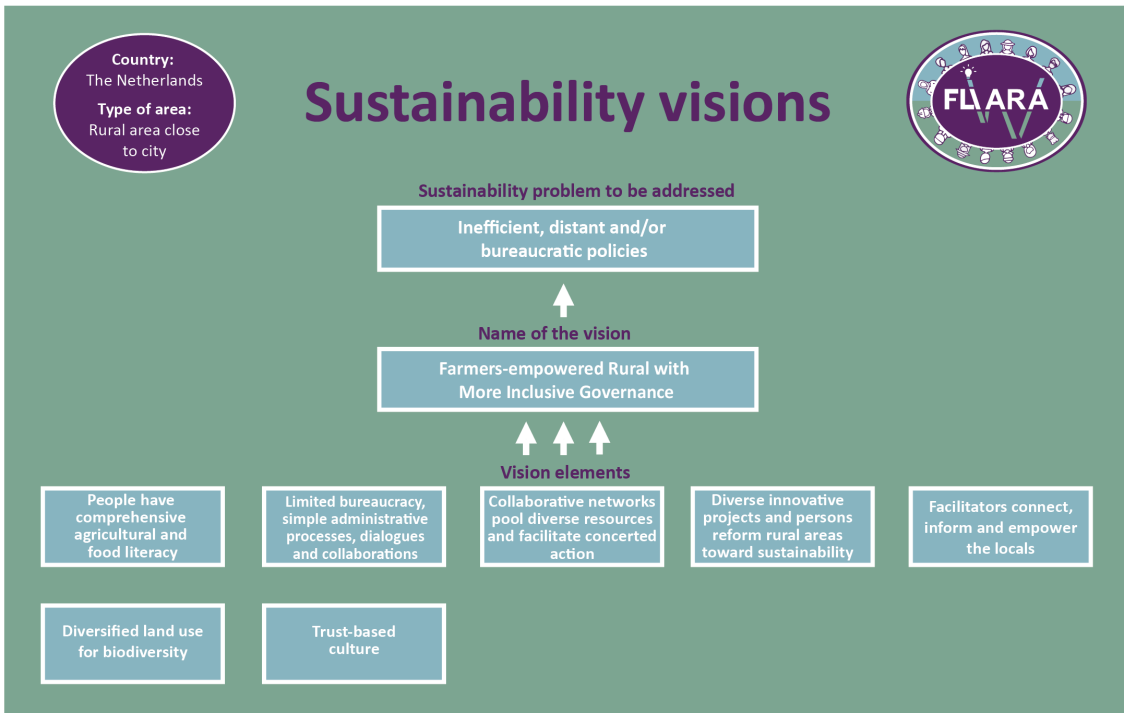 Country:
The Netherlands
Type of area:
Rural area close
to city
Sustainability visions
FLIARA
Sustainability problem to be addressed
Inefficient, distant and/or
bureaucratic policies
Name of the vision
Farmers-empowered Rural with
More Inclusive Governance
Vision elements
People have
comprehensive
agricultural and
food literacy
Limited bureaucracy,
simple administrative
processes, dialogues
and collaborations
Collaborative networks
pool diverse resources
and facilitate concerted
action
Diverse innovative
projects and persons
reform rural areas
toward sustainability
Facilitators connect,
inform and empower
the locals
Diversified land use
for biodiversity
Trust-based
culture